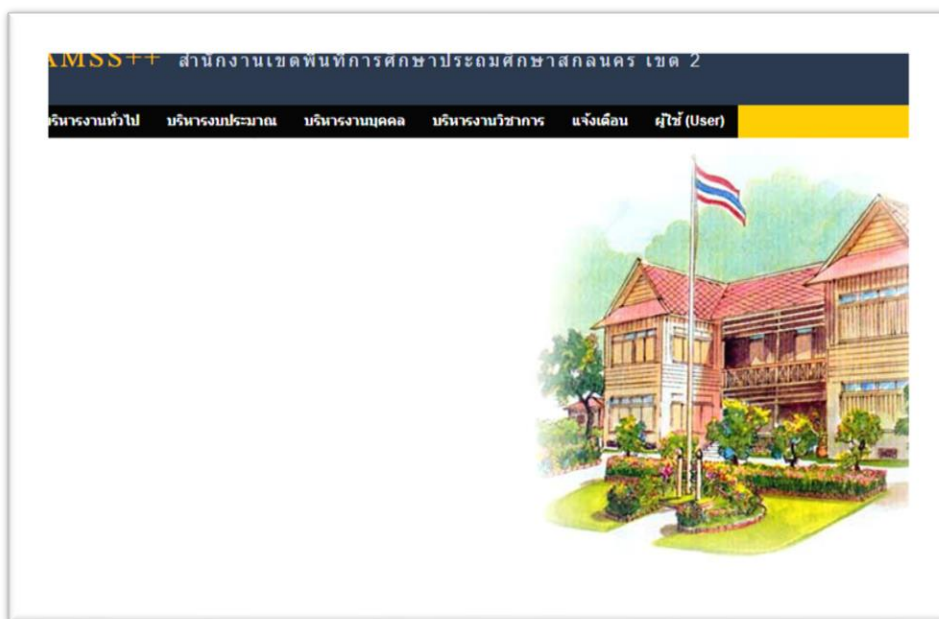 AMSS++ สำนักงานเขตพื้นที่การศึกษาประถมศึกษาสกลนคร เขต 2
บริหารงานทั่วไป บริหารงบประมาณ บริหารงานบุคคล บริหารงานวิชาการ แจ้งเตือน ผู้ใช้ (User)